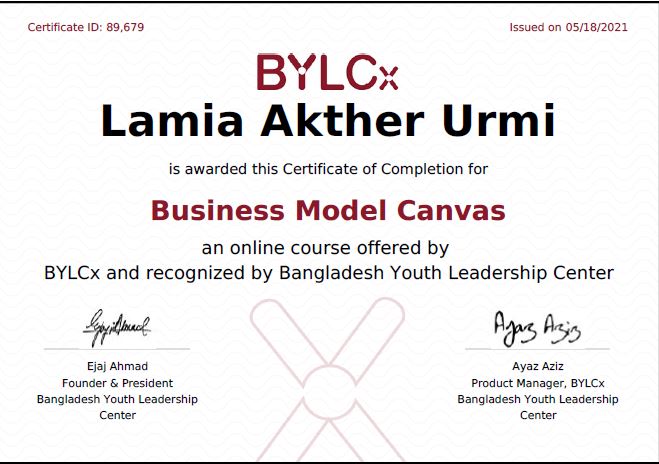 Certificate ID: 89,679
Issued on 05/18/2021
BYLCx
Lamia Akther Urmi
is awarded this Certificate of Completion for
Business Model Canvas
an online course offered by
BYLCx and recognized by Bangladesh Youth Leadership Center
Ejaj Ahmad
Ayaz Aziz
Ejaj Ahmad
Founder & President
Bangladesh Youth Leadership
Center
Ayaz Aziz
Product Manager, BYLCx
Bangladesh Youth Leadership
Center